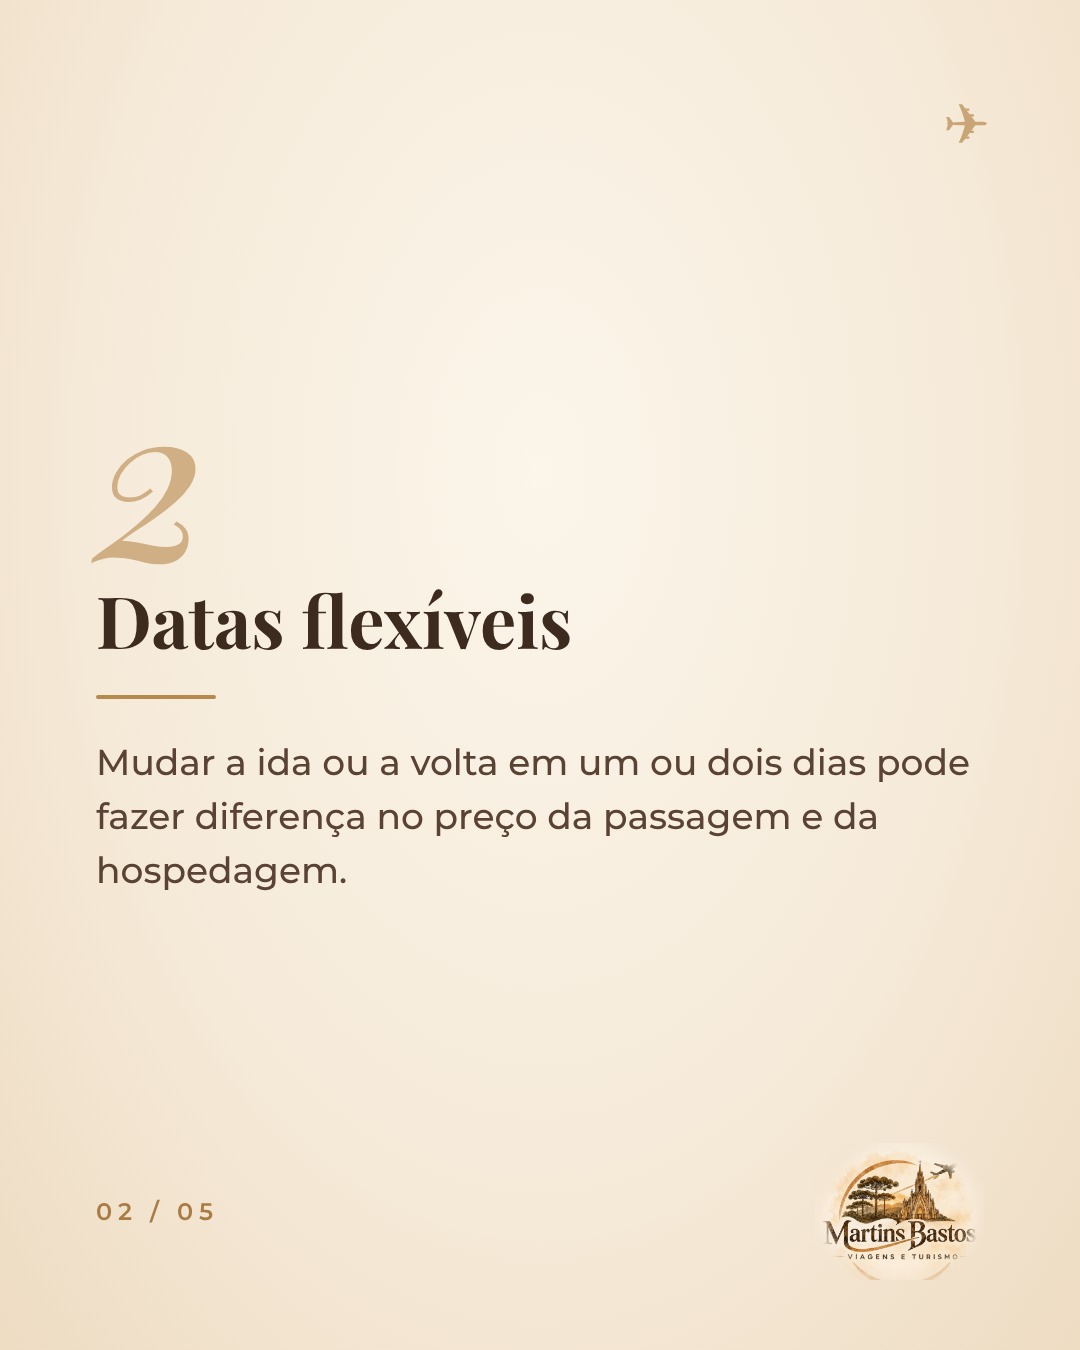 2
Datas flexíveis
Mudar a ida ou a volta em um ou dois dias pode
fazer diferença no preço da passagem e da
hospedagem.
02 / 05
Martins Bastos
VIAGENS E TURISMO